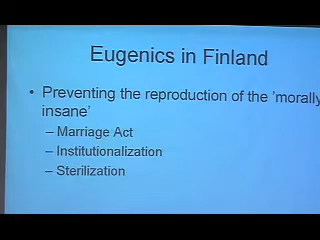 Eugenics in Finland
• Preventing the reproduction of the 'morally
insane'
– Marriage Act
– Institutionalization
– Sterilization